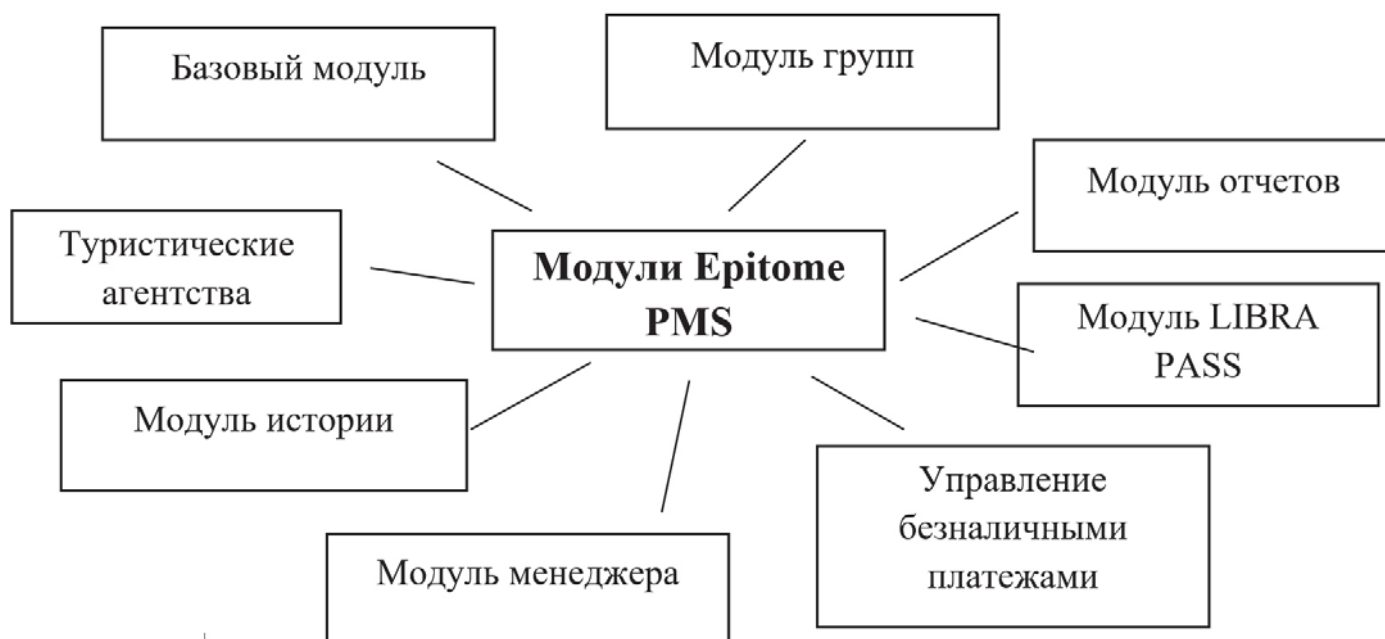 Базовый модуль
Модуль групп
Модуль отчетов
Туристические
агентства
Модули Epitome
PMS
Модуль LIBRA
PASS
Модуль истории
Управление
безналичными
платежами
Модуль менеджера